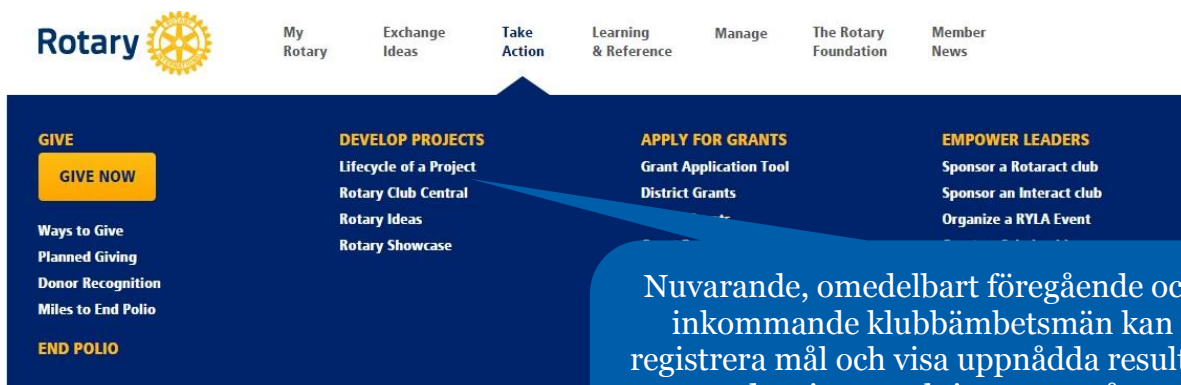 Rotary
My Rotary
Exchange Ideas
Take Action
Learning & Reference
Manage
The Rotary Foundation
Member News
GIVE
GIVE NOW
Ways to Give
Planned Giving
Donor Recognition
Miles to End Polio
END POLIO
DEVELOP PROJECTS
Lifecycle of a Project
Rotary Club Central
Rotary Ideas
Rotary Showcase
APPLY FOR GRANTS
Grant Application Tool
District Grants
EMPOWER LEADERS
Sponsor a Rotaract club
Sponsor an Interact club
Organize a RYLA Event
Nuvarande, omedelbart föregående oc
inkommande klubbämbetsmän kan
registrera mål och visa uppnådda result